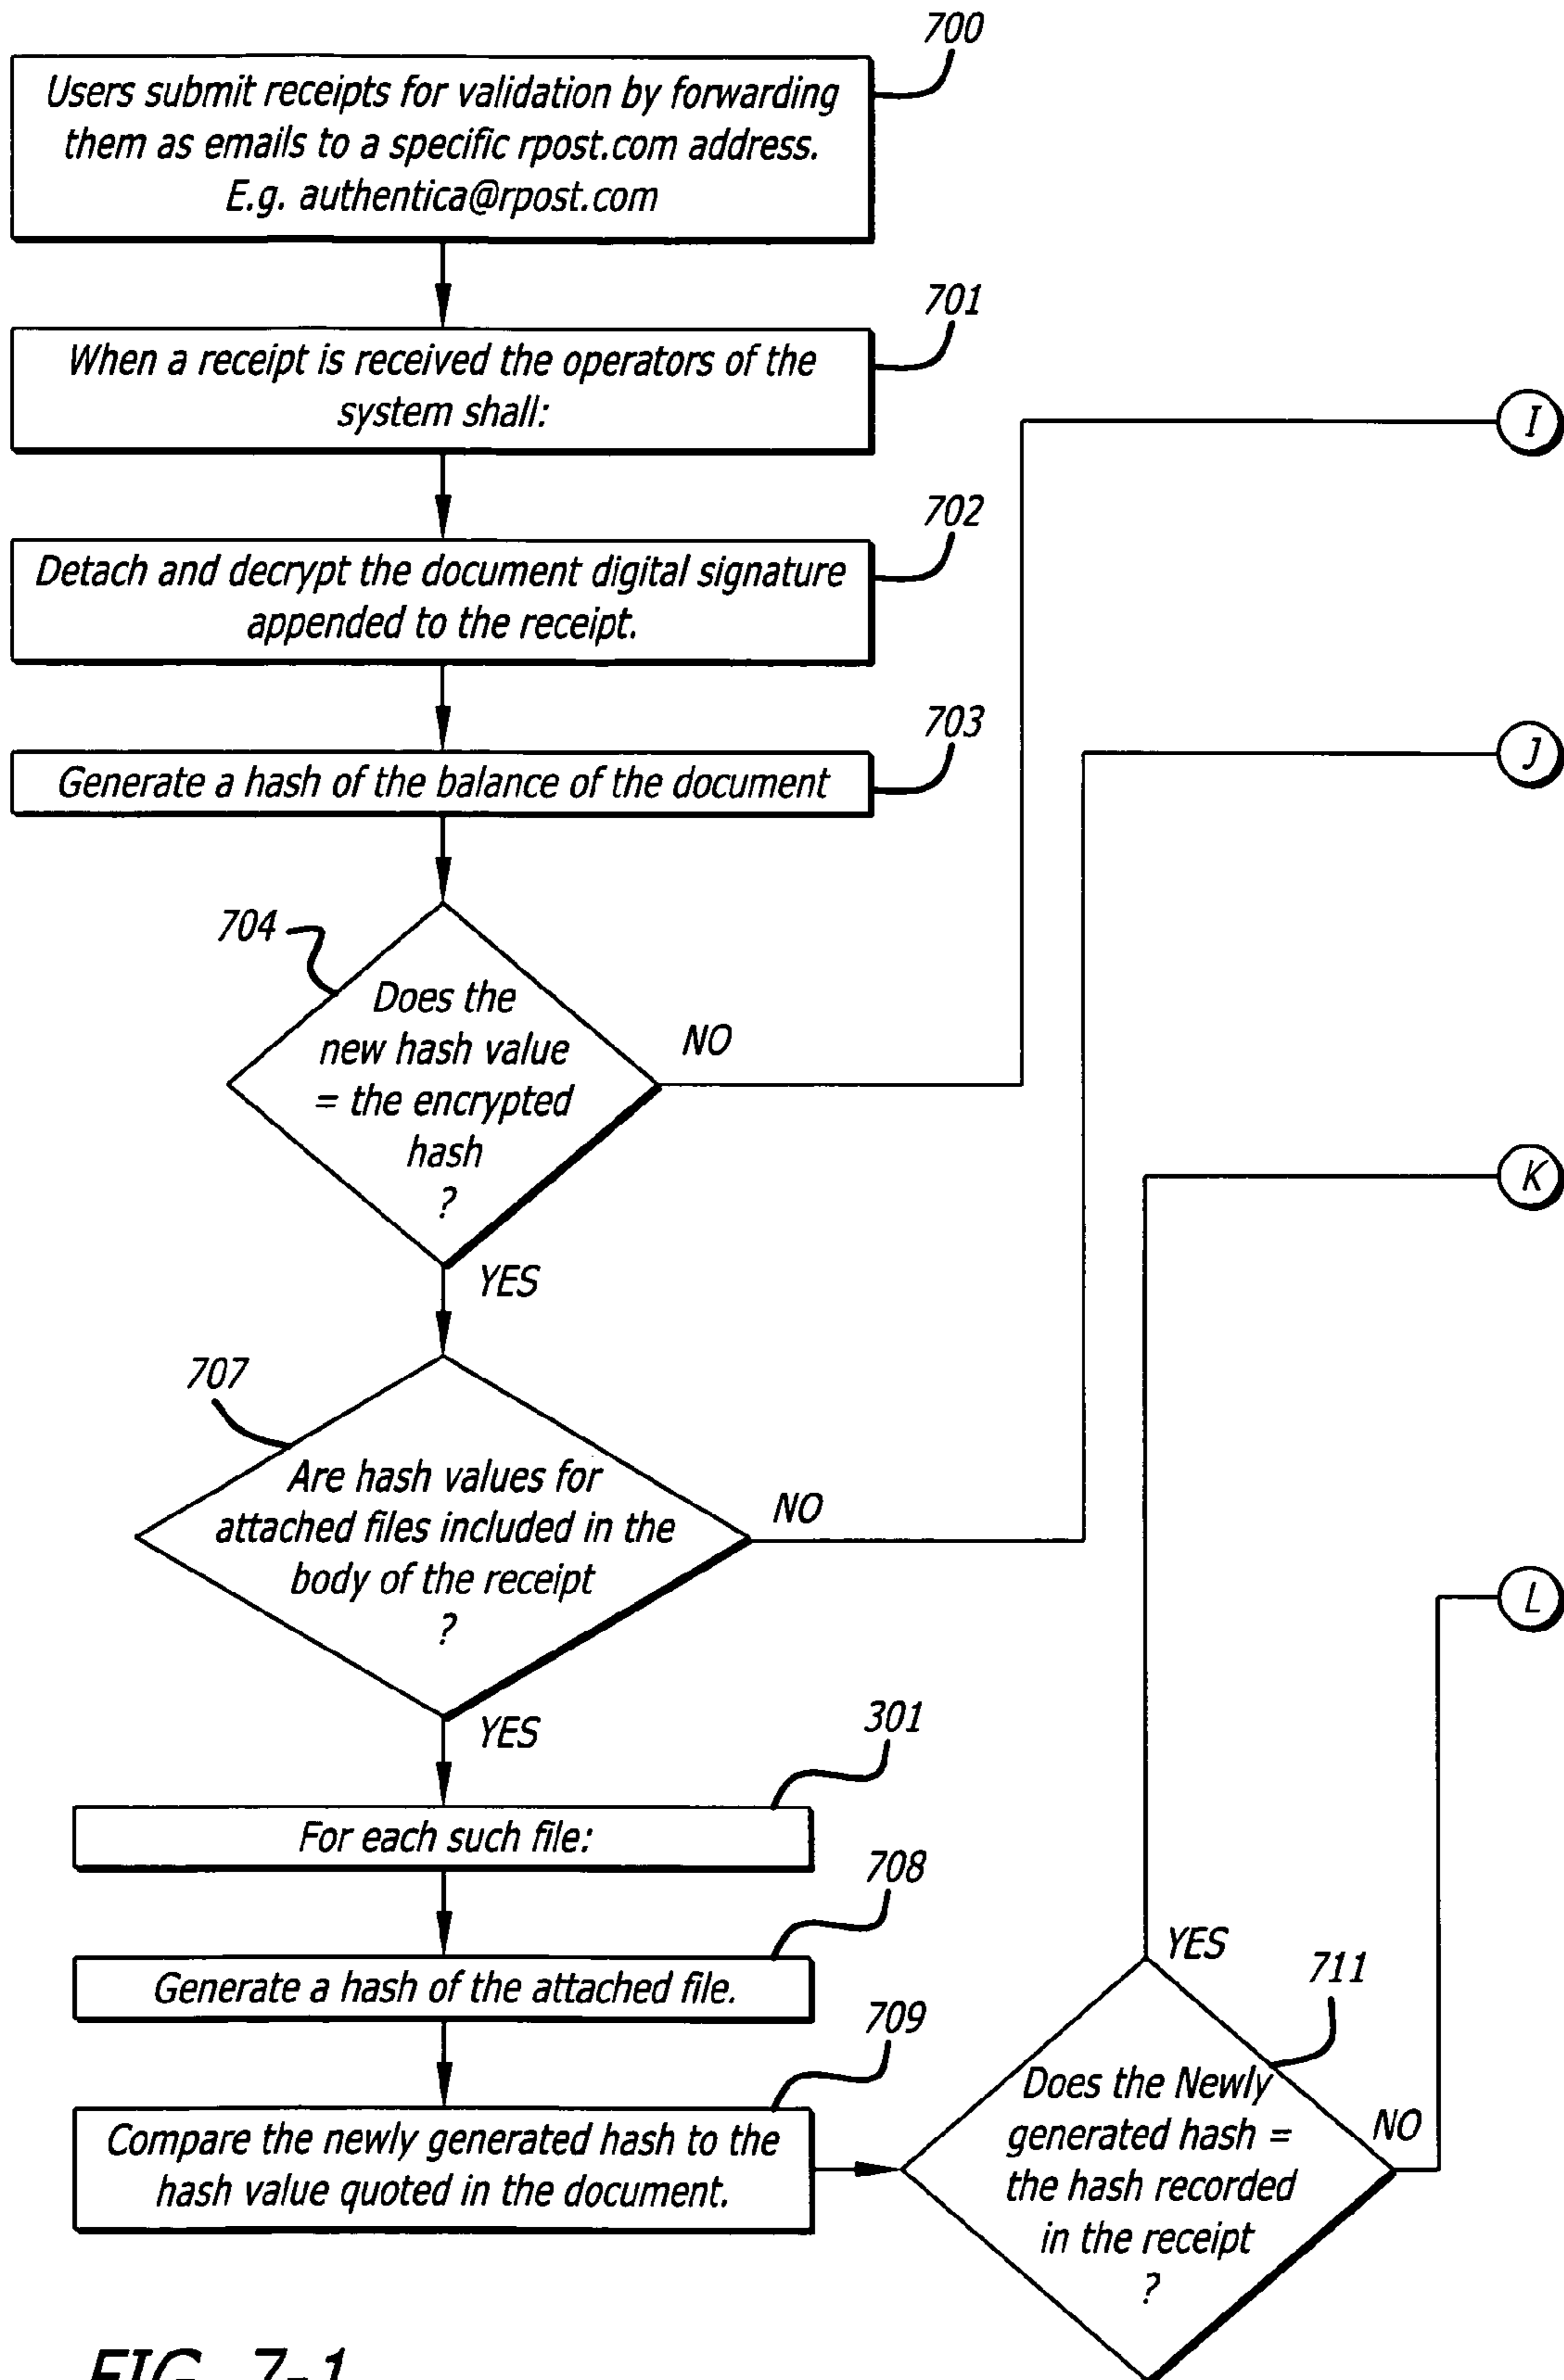 700
Users submit receipts for validation by forwarding
them as emails to a specific rpost.com address.
E.g. authentica@rpost.com
701
When a receipt is received the operators of the
system shall:
I
702
Detach and decrypt the document digital signature
appended to the receipt.
703
Generate a hash of the balance of the document
J
704
Does the
new hash value
= the encrypted
hash
?
NO
YES
K
707
Are hash values for
attached files included in the
body of the receipt
?
NO
YES
L
301
For each such file:
708
Generate a hash of the attached file.
709
Compare the newly generated hash to the
hash value quoted in the document.
YES
711
Does the Newly
generated hash =
the hash recorded
in the receipt
?
NO
FIG. 7-1